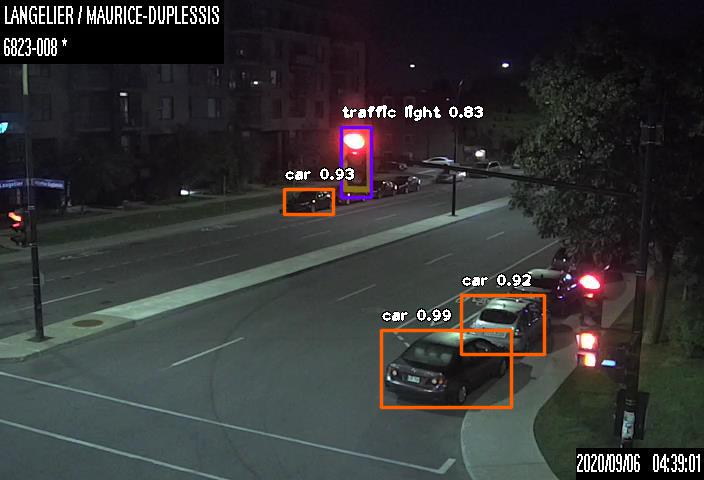 LANGELIER / MAURICE-DUPLESSIS
6823-008 *
traffic light 0.83
car 0.93
car 0.92
car 0.99
Langelier
2020/09/06 04:39:01